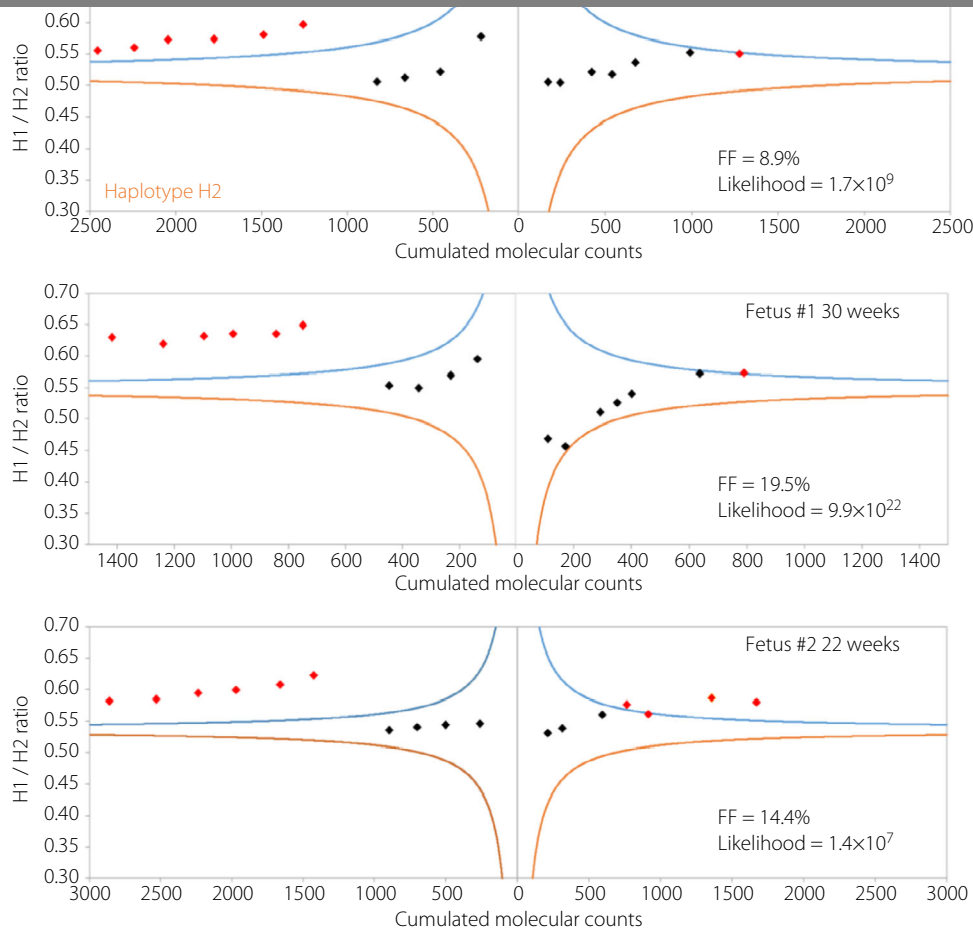 0.60
0.55
0.50
0.45
0.40
0.35
0.30
H1 / H2 ratio
Haplotype H2
FF = 8.9%
Likelihood = 1.7×10⁹
2500 2000 1500 1000 500 0 500 1000 1500 2000 2500
Cumulated molecular counts
0.70
0.65
0.60
0.55
0.50
0.45
0.40
0.35
0.30
H1 / H2 ratio
Fetus #1 30 weeks
FF = 19.5%
Likelihood = 9.9×10²²
1400 1200 1000 800 600 400 200 0 200 400 600 800 1000 1200 1400
Cumulated molecular counts
0.70
0.65
0.60
0.55
0.50
0.45
0.40
0.35
0.30
H1 / H2 ratio
Fetus #2 22 weeks
FF = 14.4%
Likelihood = 1.4×10⁷
3000 2500 2000 1500 1000 500 0 500 1000 1500 2000 2500 3000
Cumulated molecular counts